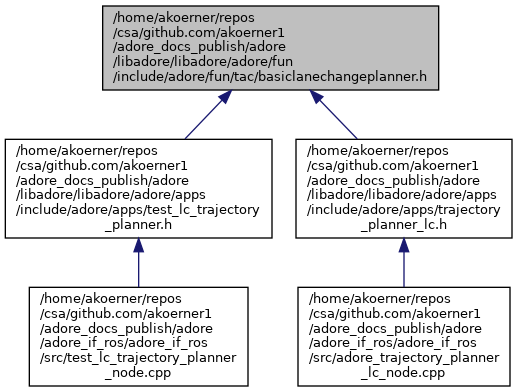 /home/akoerner/repos
/csa/github.com/akoerner1
/adore_docs_publish/adore
/libadore/libadore/adore/fun
/include/adore/fun/tac/basiclanechangeplanner.h
/home/akoerner/repos
/csa/github.com/akoerner1
/adore_docs_publish/adore
/libadore/libadore/adore/apps
/include/adore/apps/test_lc_trajectory
_planner.h
/home/akoerner/repos
/csa/github.com/akoerner1
/adore_docs_publish/adore
/libadore/libadore/adore/apps
/include/adore/apps/trajectory
_planner_lc.h
/home/akoerner/repos
/csa/github.com/akoerner1
/adore_docs_publish/adore
/adore_if_ros/adore_if_ros
/src/test_lc_trajectory_planner
_node.cpp
/home/akoerner/repos
/csa/github.com/akoerner1
/adore_docs_publish/adore
/adore_if_ros/adore_if_ros
/src/adore_trajectory_planner
_lc_node.cpp